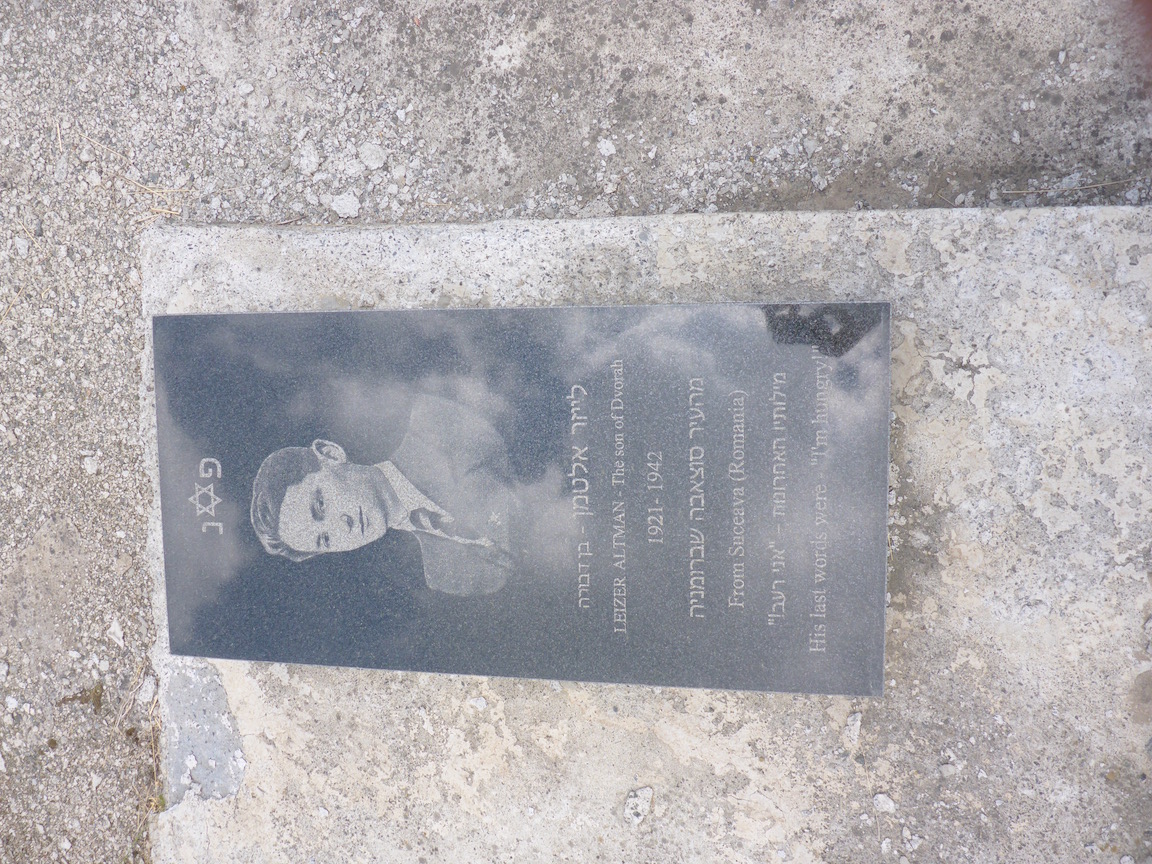 פ ✡ נ
לייזר אלטמן - בן דבורה
LEIZER ALTMAN - The son of Dvorah
1921-1942
מהעיר סוצאבה שברומניה
From Suceava (Romania)
מילותיו האחרונות – "אני רעב!"
His last words were - "I'm hungry!"